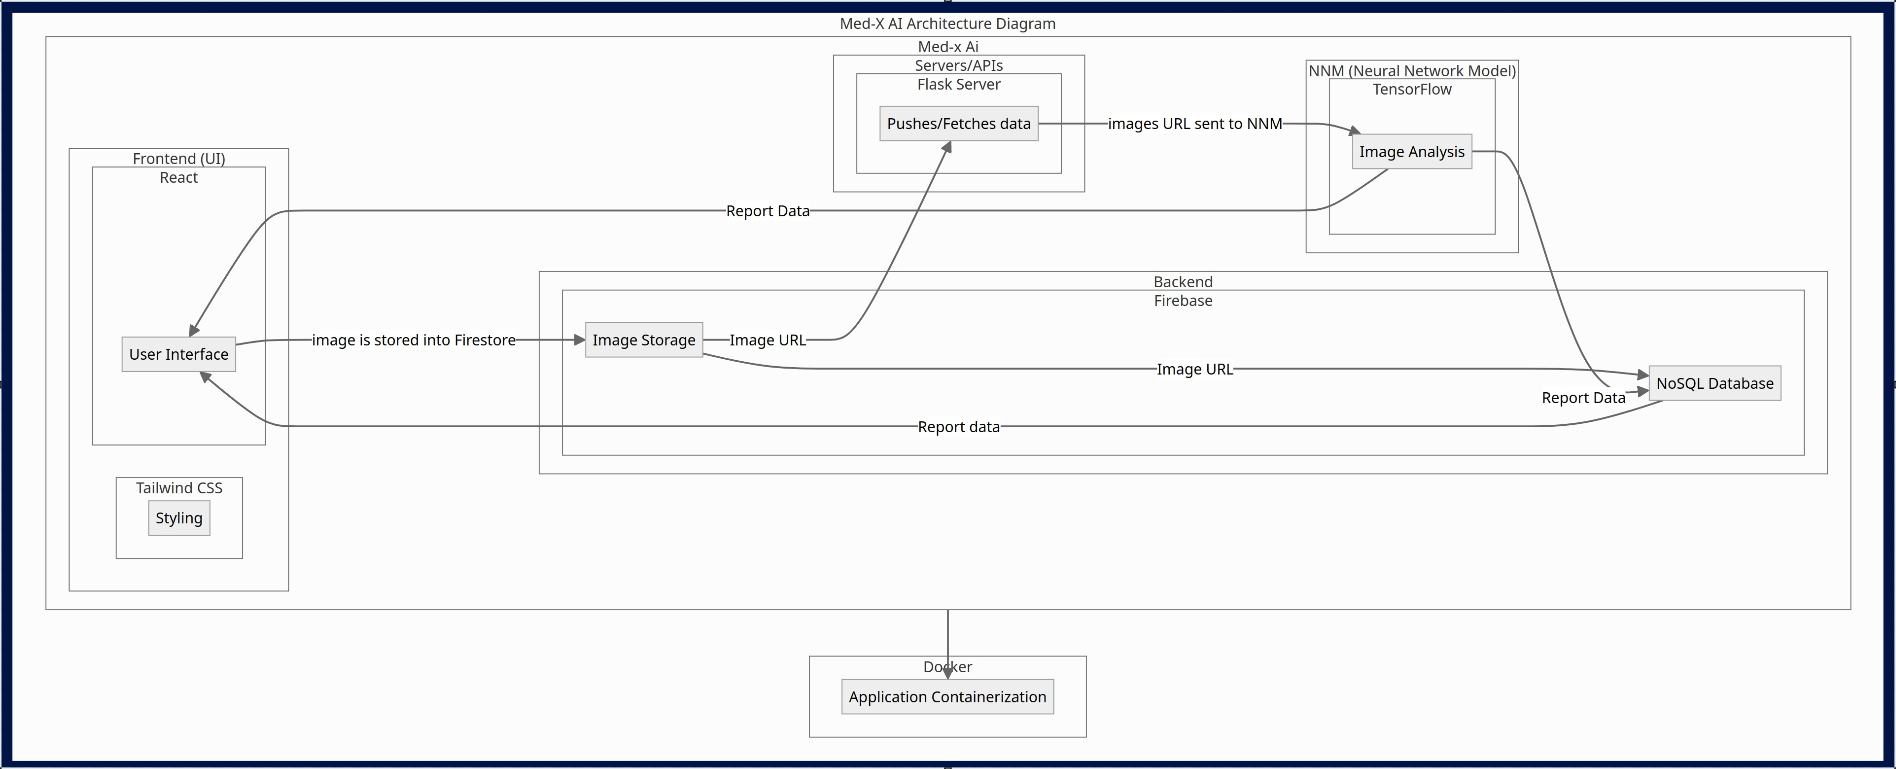 Med-X AI Architecture Diagram
Med-x Ai
Servers/APIs
Flask Server
Pushes/Fetches data
images URL sent to NNM
NNM (Neural Network Model)
TensorFlow
Image Analysis
Frontend (UI)
React
Report Data
Backend
Firebase
User Interface
image is stored into Firestore
Image Storage
Image URL
Image URL
NoSQL Database
Report Data
Report data
Tailwind CSS
Styling
Docker
Application Containerization